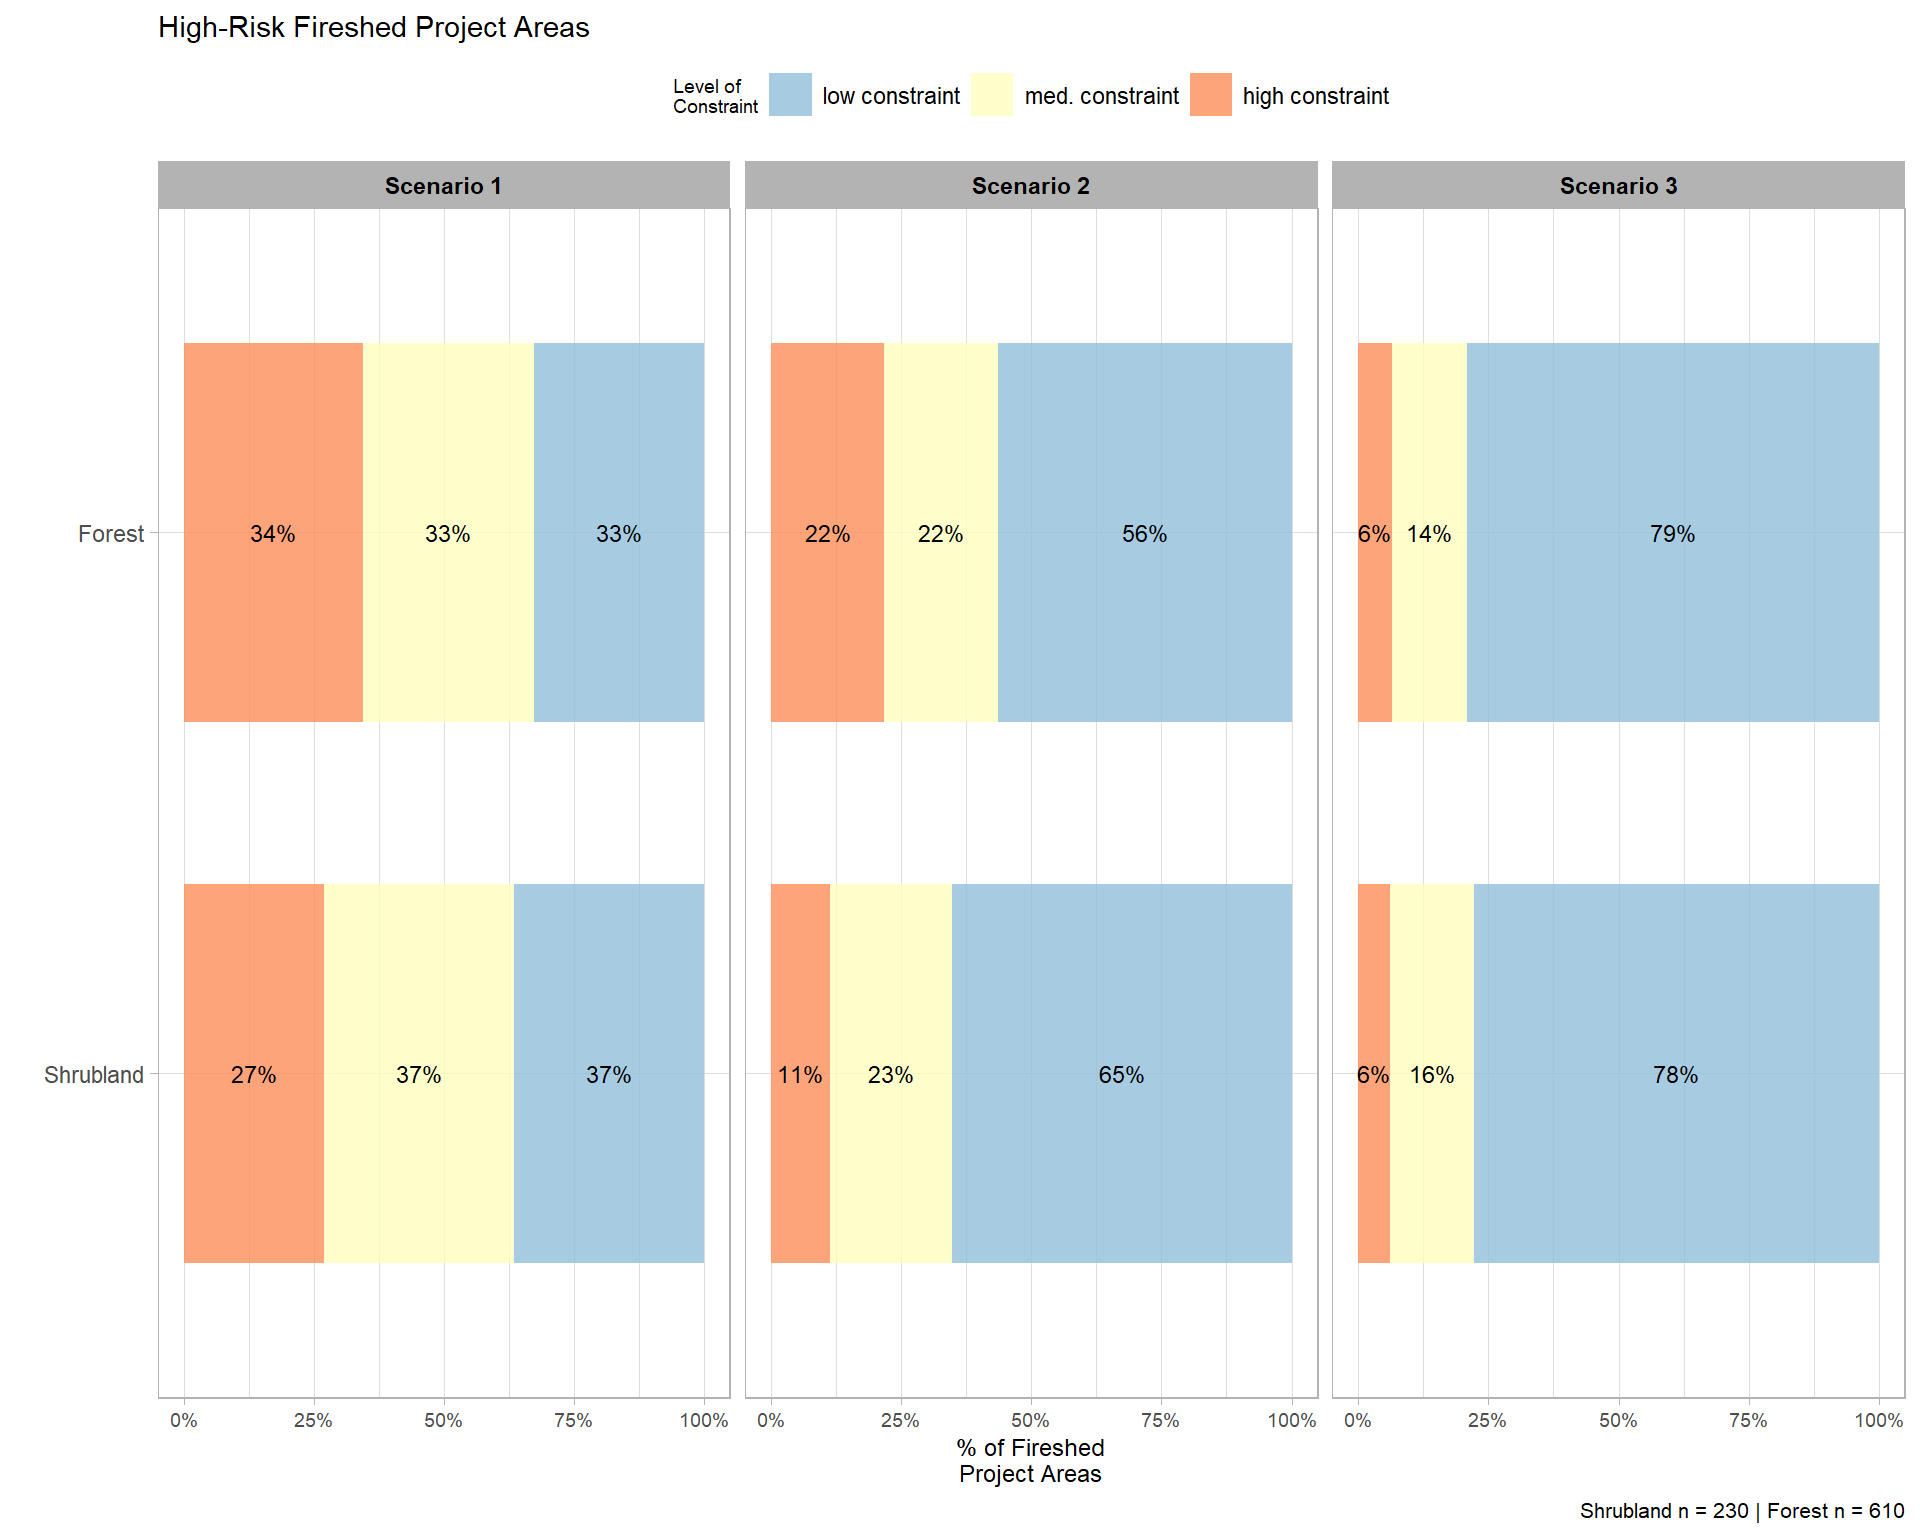 High-Risk Fireshed Project Areas
Level of
Constraint
low constraint
med. constraint
high constraint
Scenario 1
Scenario 2
Scenario 3
Forest
34%
33%
33%
22%
22%
56%
6%
14%
79%
Shrubland
27%
37%
37%
11%
23%
65%
6%
16%
78%
0%
25%
50%
75%
100%
0%
25%
50%
75%
100%
0%
25%
50%
75%
100%
% of Fireshed
Project Areas
Shrubland n = 230 | Forest n = 610